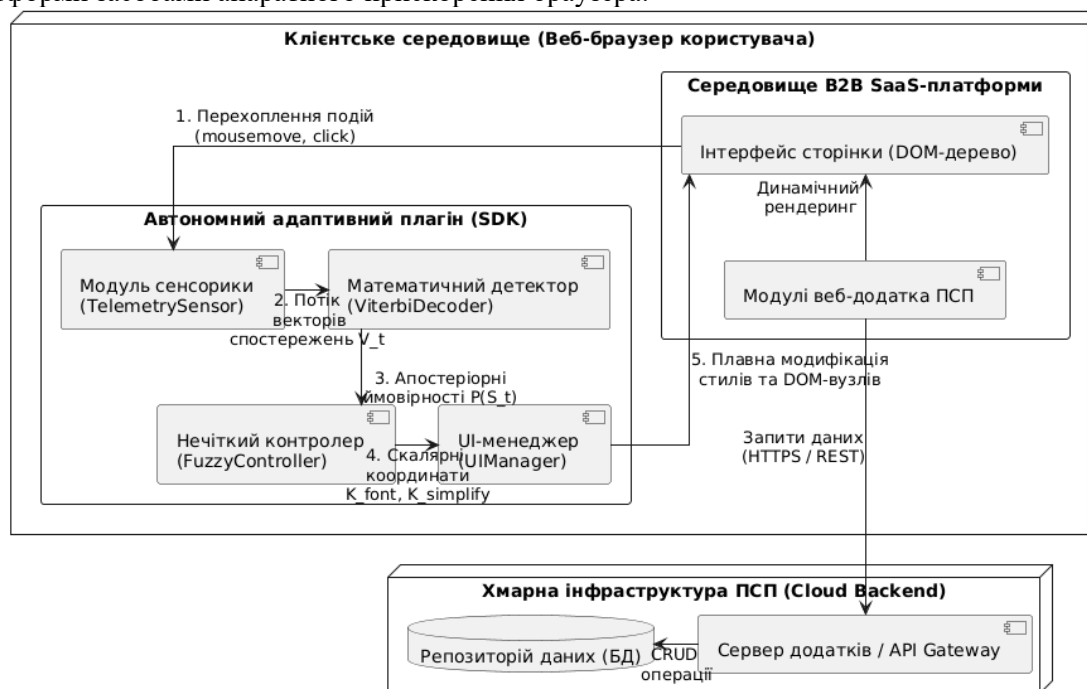 Клієнтське середовище (Веб-браузер користувача)
Середовище B2B SaaS-платформи
1. Перехоплення подій
(mousemove, click)
Інтерфейс сторінки (DOM-дерево)
Динамічний
рендеринг
Автономний адаптивний плагін (SDK)
Модуль сенсорики
(TelemetrySensor)
2. Потік
векторів
спостережень V_t
Математичний детектор
(ViterbiDecoder)
Модулі веб-додатка ПСП
3. Апостеріорні
ймовірності P(S_t)
5. Плавна модифікація
стилів та DOM-вузлів
Нечіткий контролер
(FuzzyController)
4. Скалярні
координати
K_font, K_simplify
UI-менеджер
(UIManager)
Запити даних
(HTTPS / REST)
Хмарна інфраструктура ПСП (Cloud Backend)
Репозиторій даних (БД)
CRUD
операції
Сервер додатків / API Gateway